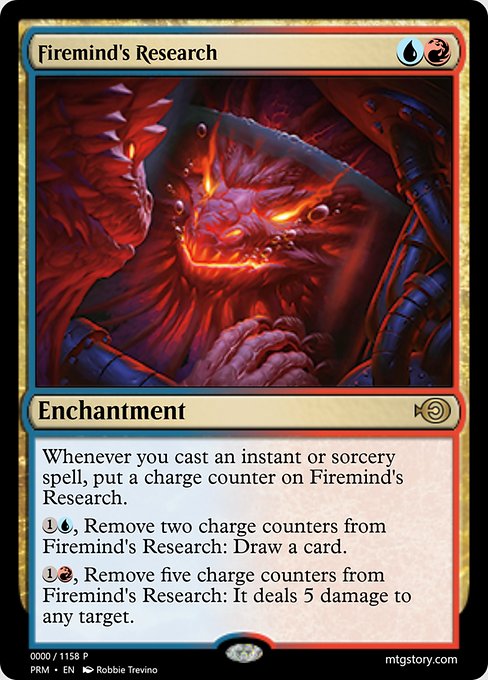 Firemind's Research
Enchantment
Whenever you cast an instant or sorcery
spell, put a charge counter on Firemind's
Research.
1, Remove two charge counters from
Firemind's Research: Draw a card.
1, Remove five charge counters from
Firemind's Research: It deals 5 damage to
any target.
0000 / 1158 P
PRM • EN Robbie Trevino
mtgstory.com